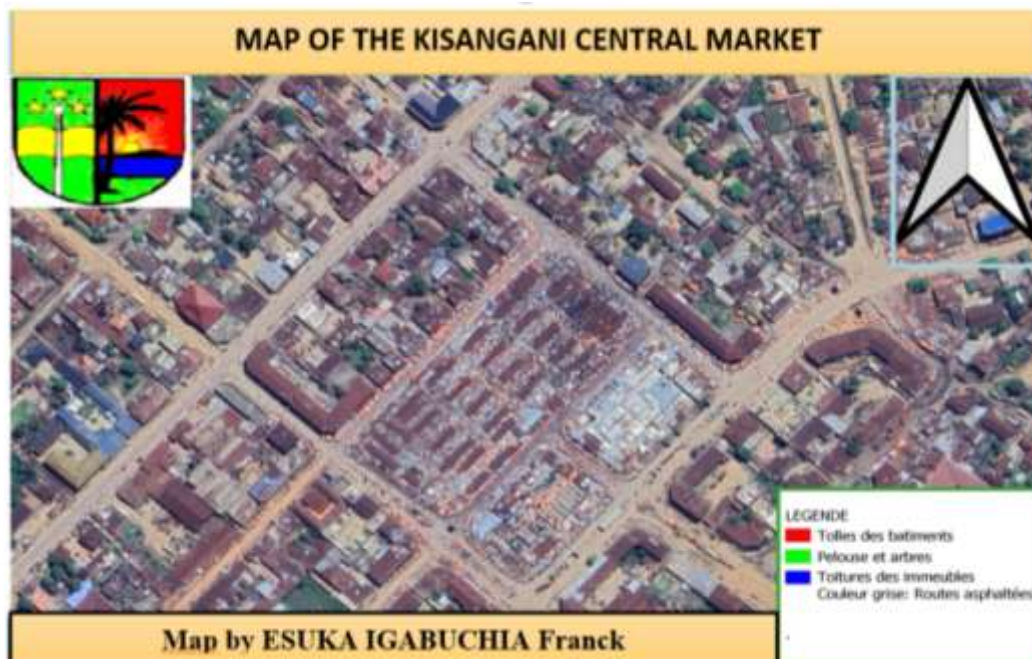 MAP OF THE KISANGANI CENTRAL MARKET
LEGENDE
Tolles des batiments
Pelouse et arbres
Toitures des immeubles
Couleur grise: Routes asphaltées
Map by ESUKA IGABUCHIA Franck